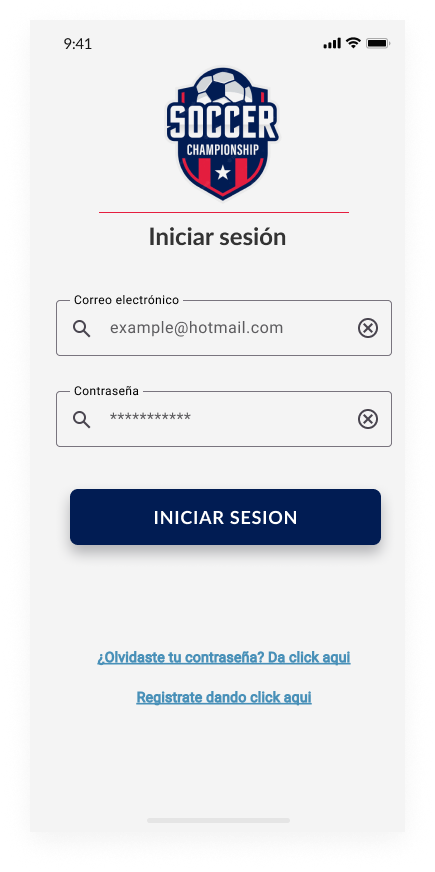 9:41
SOCCER
CHAMPIONSHIP
Iniciar sesión
Correo electrónico
example@hotmail.com
Contraseña
***********
INICIAR SESION
¿Olvidaste tu contraseña? Da click aqui
Registrate dando click aqui